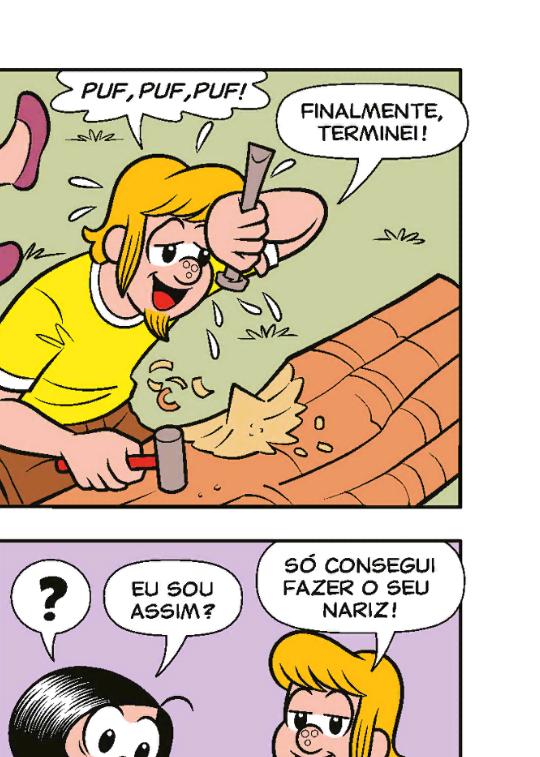 PUF, PUF, PUF!
FINALMENTE,
TERMINEI!
?
EU SOU
ASSIM?
SÓ CONSEGUI
FAZER O SEU
NARIZ!